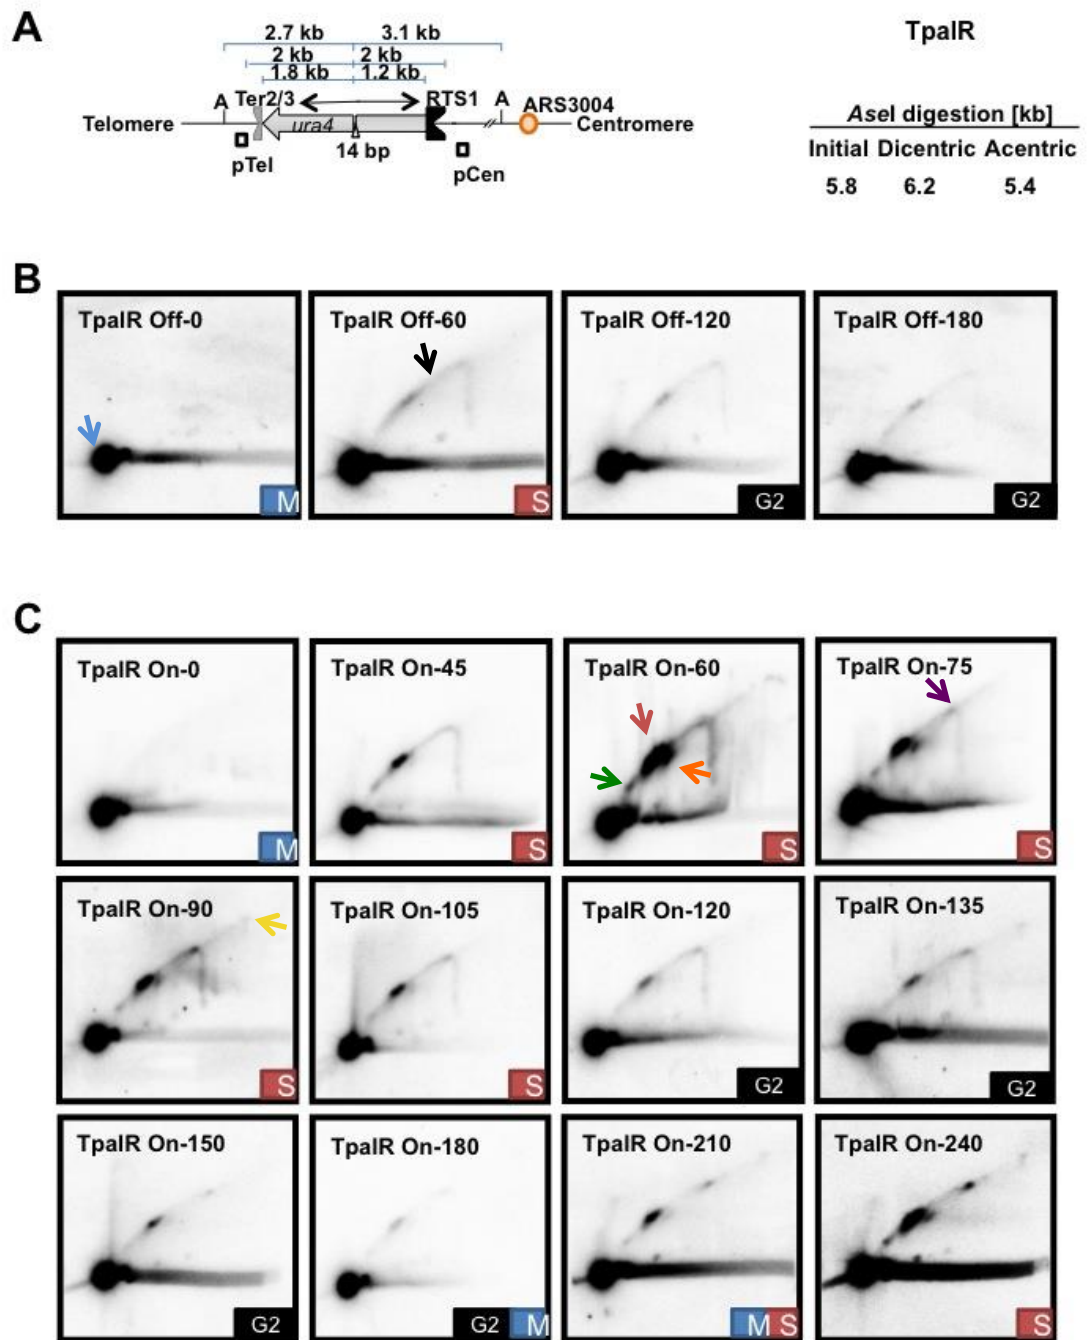 A
TpalR
2.7 kb 3.1 kb
2 kb 2 kb
1.8 kb 1.2 kb
A Ter2/3 RTS1 A ARS3004
Telomere ura4 Centromere
14 bp
pTel pCen
AseI digestion [kb]
Initial Dicentric Acentric
5.8 6.2 5.4
B
TpalR Off-0 TpalR Off-60 TpalR Off-120 TpalR Off-180
M S G2 G2
C
TpalR On-0 TpalR On-45 TpalR On-60 TpalR On-75
M S S S
TpalR On-90 TpalR On-105 TpalR On-120 TpalR On-135
S S G2 G2
TpalR On-150 TpalR On-180 TpalR On-210 TpalR On-240
G2 G2 M M S S